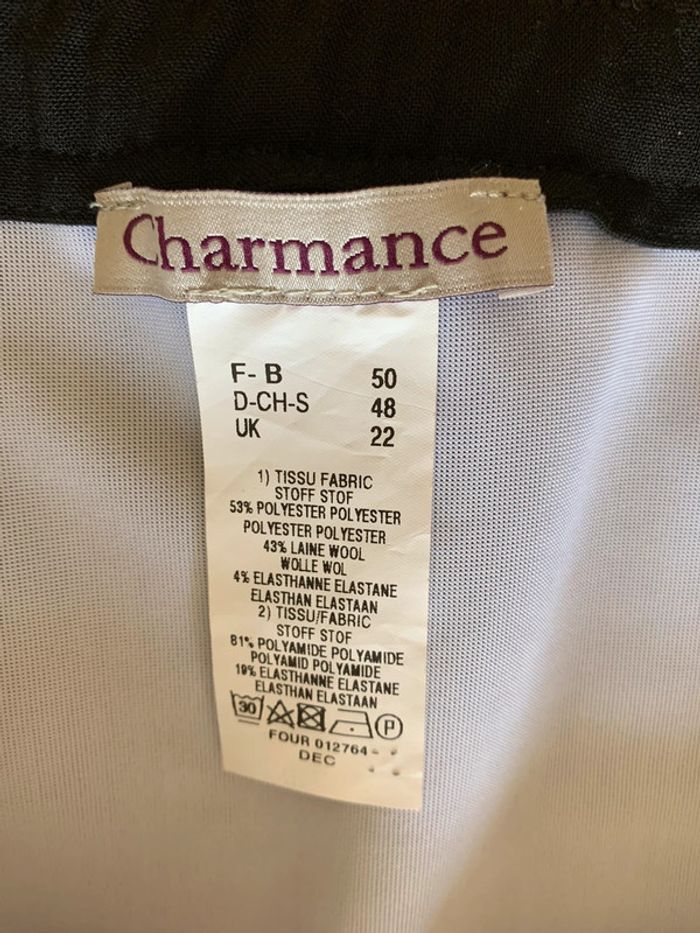 Charmance
F- B 50
D-CH-S 48
UK 22
1) TISSU FABRIC
STOFF STOF
53% POLYESTER POLYESTER
POLYESTER POLYESTER
43% LAINE WOOL
WOLLE WOL
4% ELASTHANNE ELASTANE
ELASTHAN ELASTAAN
2) TISSU/FABRIC
STOFF STOF
81% POLYAMIDE POLYAMIDE
POLYAMID POLYAMIDE
19% ELASTHANNE ELASTANE
ELASTHAN ELASTAAN
30 P
FOUR 012764
DEC